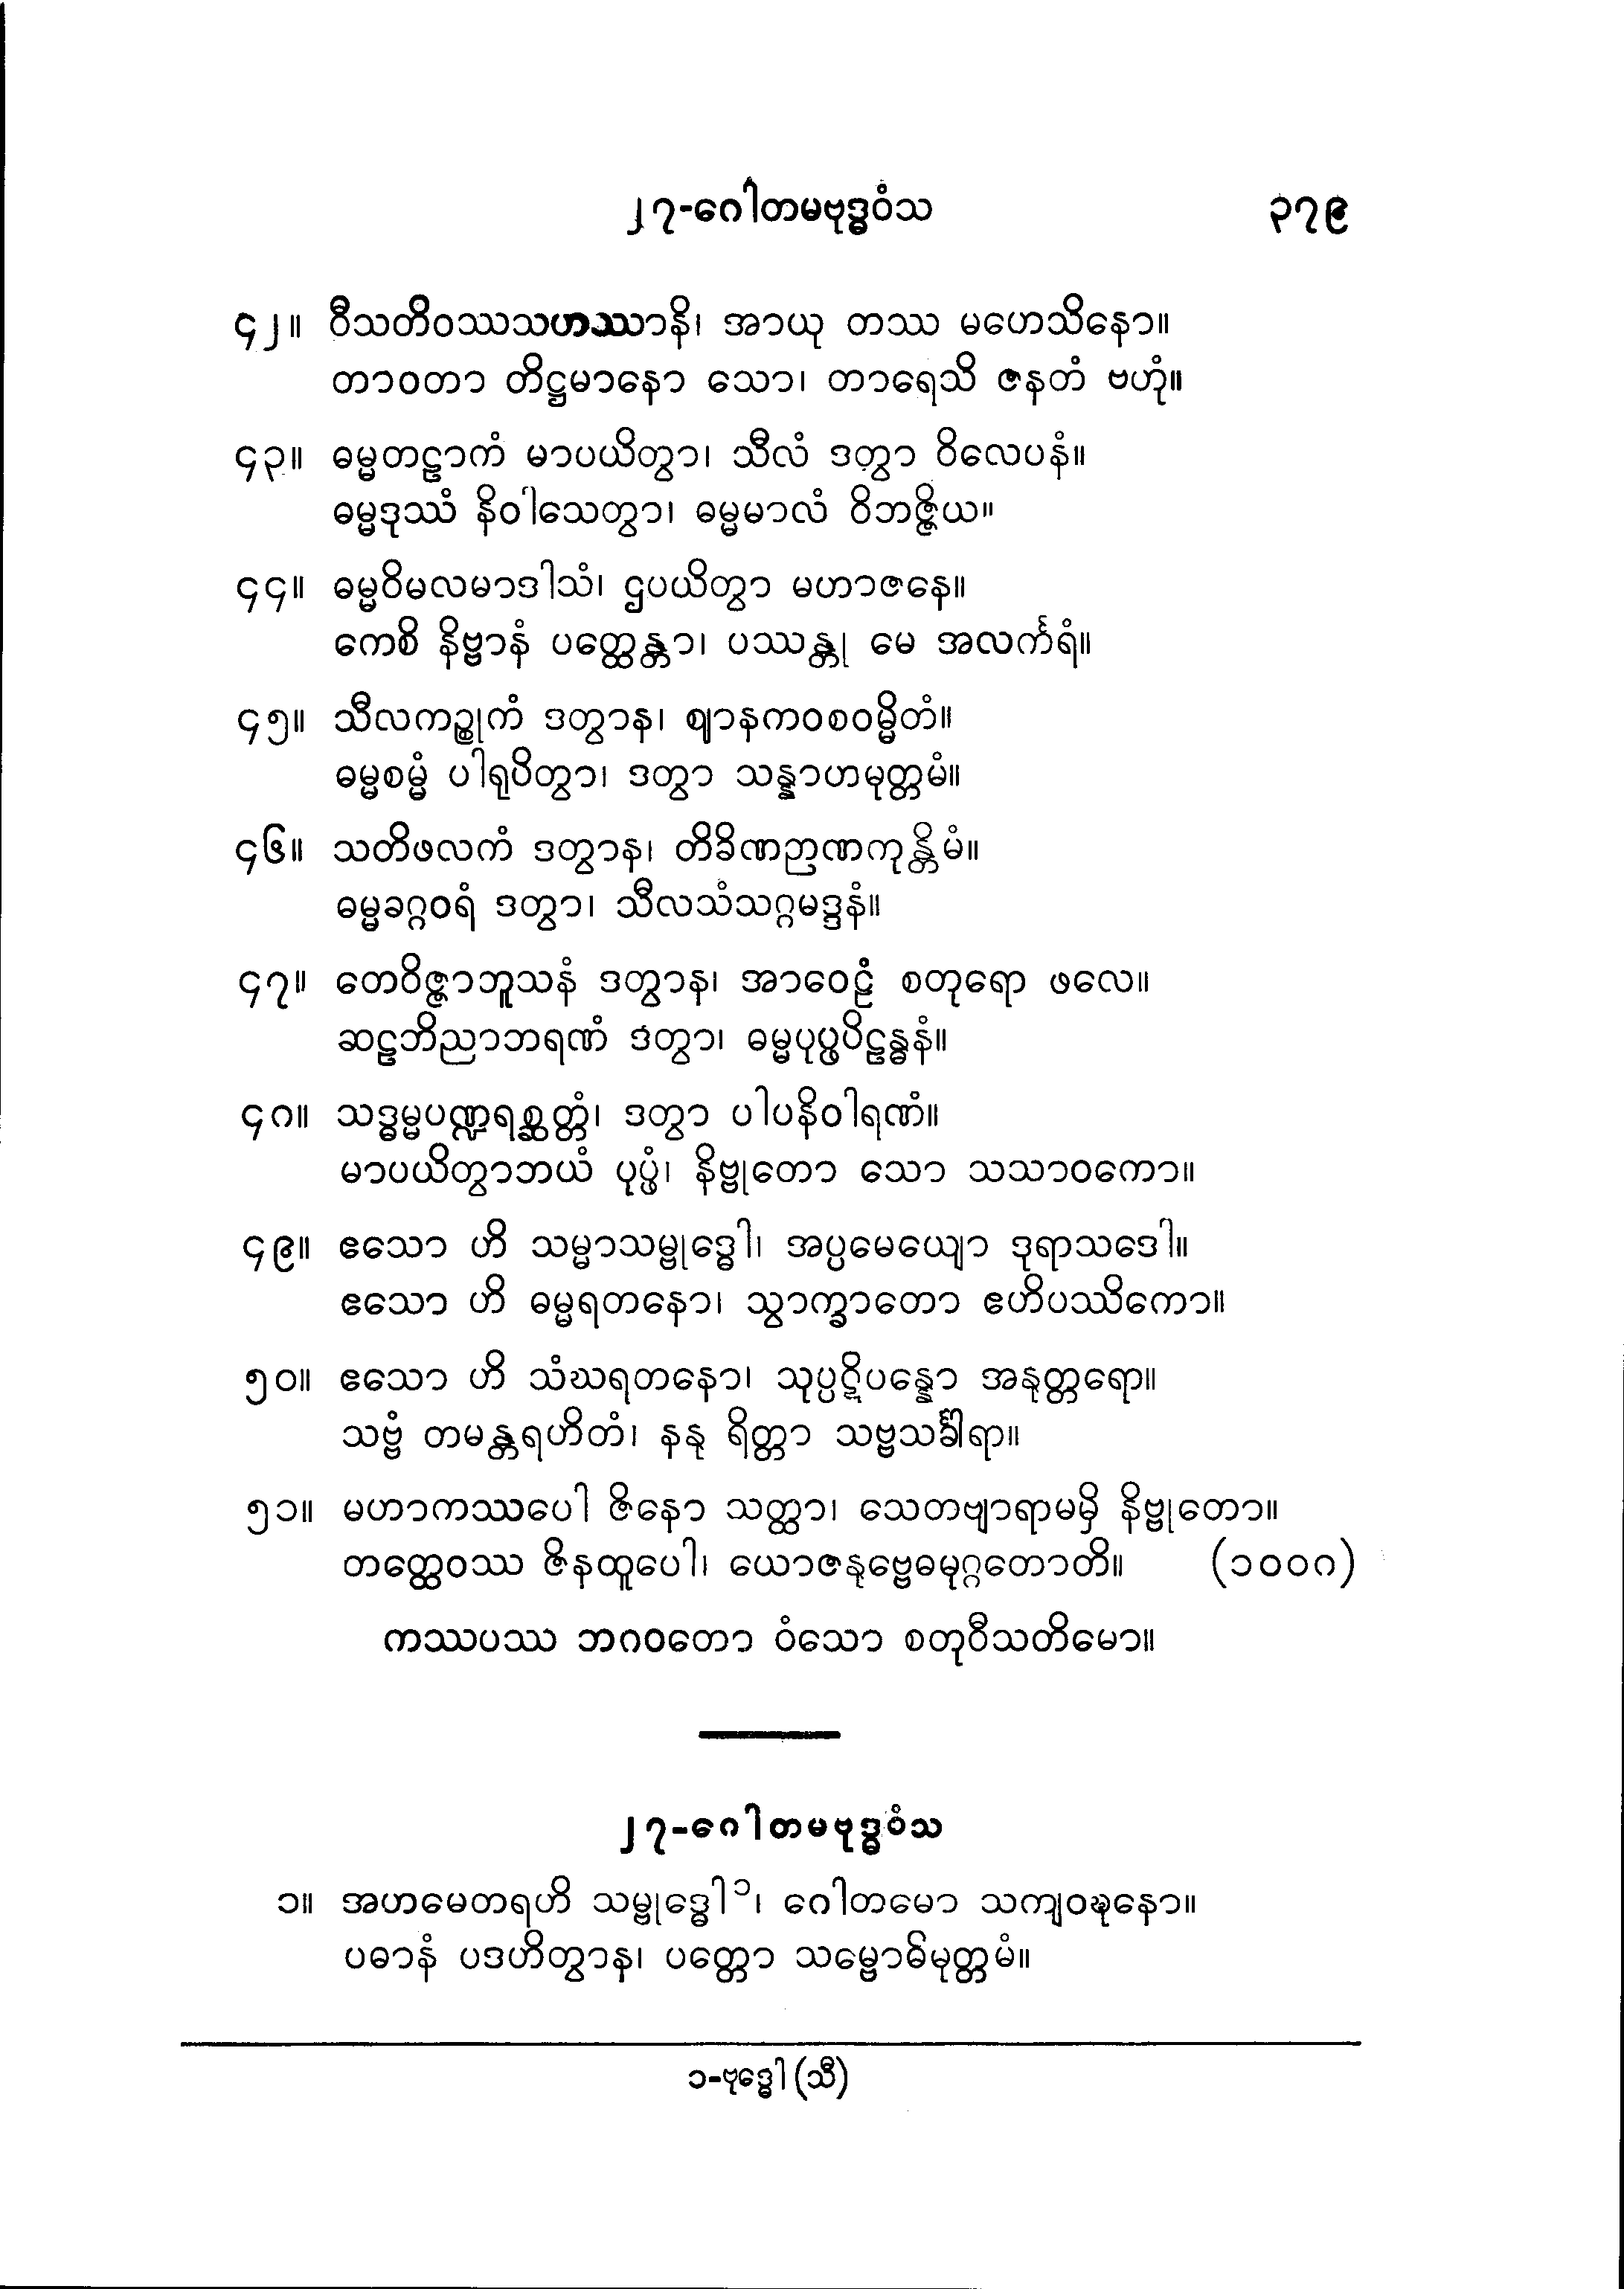 ၂၇-ဂေါတမဗုဒ္ဓဝံသ ၃၇၉
၄၂။ ဝီသတိဝဿသဟဿာနိ၊ အာယု တဿ မဟေသိနော။
တာဝတာ တိဋ္ဌမာနော သော၊ တာရေသိ ဇနတံ ဗဟုံ။
၄၃။ ဓမ္မတဠာကံ မာပယိတွာ၊ သီလံ ဒတွာ ဝိလေပနံ။
ဓမ္မဒုဿံ နိဝါသေတွာ၊ ဓမ္မမာလံ ဝိဘဇ္ဇိယ။
၄၄။ ဓမ္မဝိမလမာဒါသံ၊ ဌပယိတွာ မဟာဇနေ။
ကေစိ နိဗ္ဗာနံ ပတ္ထေန္တာ၊ ပဿန္တု မေ အလင်္ကရံ။
၄၅။ သီလကဉ္စုကံ ဒတွာန၊ ဈာနကဝစဝမ္မိတံ။
ဓမ္မစမ္မံ ပါရုပိတွာ၊ ဒတွာ သန္နာဟမုတ္တမံ။
၄၆။ သတိဖလကံ ဒတွာန၊ တိခိဏဉာဏကုန္တိမံ။
ဓမ္မခဂ္ဂဝရံ ဒတွာ၊ သီလသံသဂ္ဂမဒ္ဒနံ။
၄၇။ တေဝိဇ္ဇာဘူသနံ ဒတွာန၊ အာဝေဠံ စတုရော ဖလေ။
ဆဠဘိညာဘရဏံ ဒတွာ၊ ဓမ္မပုပ္ဖပိဠန္ဓနံ။
၄၈။ သဒ္ဓမ္မပဏ္ဍရစ္ဆတ္တံ၊ ဒတွာ ပါပနိဝါရဏံ။
မာပယိတွာဘယံ ပုပ္ဖံ၊ နိဗ္ဗုတော သော သသာဝကော။
၄၉။ ဧသော ဟိ သမ္မာသမ္ဗုဒ္ဓေါ၊ အပ္ပမေယျော ဒုရာသဒေါ။
ဧသော ဟိ ဓမ္မရတနော၊ သွာက္ခာတော ဧဟိပဿိကော။
၅၀။ ဧသော ဟိ သံဃရတနော၊ သုပ္ပဋိပန္နော အနုတ္တရော။
သဗ္ဗံ တမန္တရဟိတံ၊ နနု ရိတ္တာ သဗ္ဗသင်္ခါရာ။
၅၁။ မဟာကဿပေါ ဇိနော သတ္ထာ၊ သေတဗျာရာမမှိ နိဗ္ဗုတော။
တတ္ထေဝဿ ဇိနထူပေါ၊ ယောဇနုဗ္ဗေဓမုဂ္ဂတောတိ။ (၁၀၀၈)
ကဿပဿ ဘဂဝတော ဝံသော စတုဝီသတိမော။
၂၇-ဂေါတမဗုဒ္ဓဝံသ
၁။ အဟမေတရဟိ သမ္ဗုဒ္ဓေါ၁၊ ဂေါတမော သကျဝဍ္ဎနော။
ပဓာနံ ပဒဟိတွာန၊ ပတ္တော သမ္ဗောဓိမုတ္တမံ။
၁-ဗုဒ္ဓေါ (သီ)